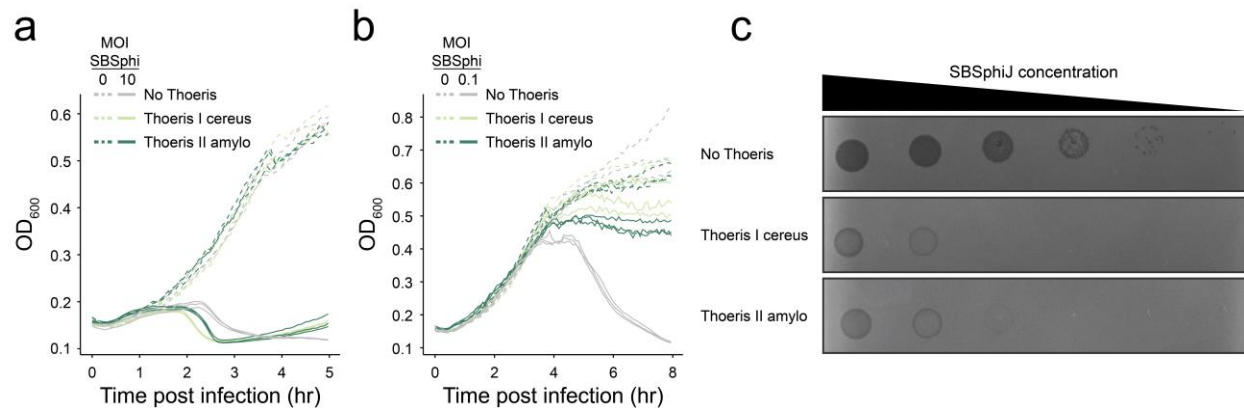 a
MOI
SBSphi
0 10
No Thoeris
Thoeris I cereus
Thoeris II amylo
0.6
0.5
0.4
0.3
0.2
0.1
OD600
0 1 2 3 4 5
Time post infection (hr)
b
MOI
SBSphi
0 0.1
No Thoeris
Thoeris I cereus
Thoeris II amylo
0.8
0.7
0.6
0.5
0.4
0.3
0.2
0.1
OD600
0 2 4 6 8
Time post infection (hr)
c
SBSphiJ concentration
No Thoeris
Thoeris I cereus
Thoeris II amylo